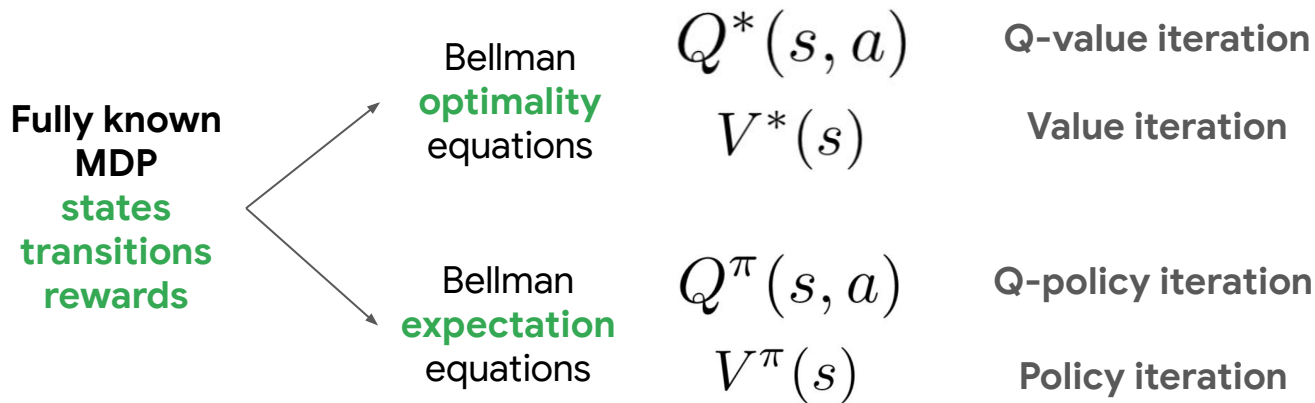 Fully known
MDP
states
transitions
rewards
Bellman
optimality
equations
Q*(s, a)
Q-value iteration
V*(s)
Value iteration
Bellman
expectation
equations
Q^π(s, a)
Q-policy iteration
V^π(s)
Policy iteration